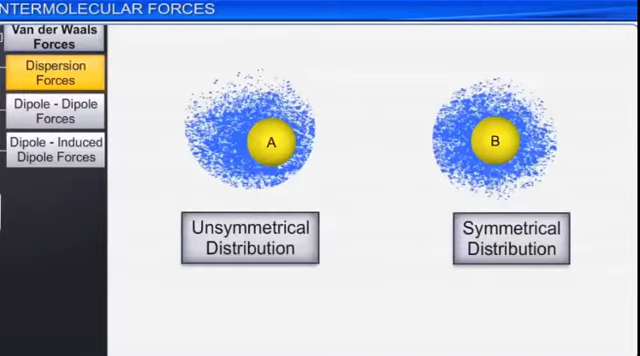 NTERMOLECULAR FORCES
Van der Waals
Forces
Dispersion
Forces
Dipole - Dipole
Forces
Dipole - Induced
Dipole Forces
A
B
Unsymmetrical
Distribution
Symmetrical
Distribution